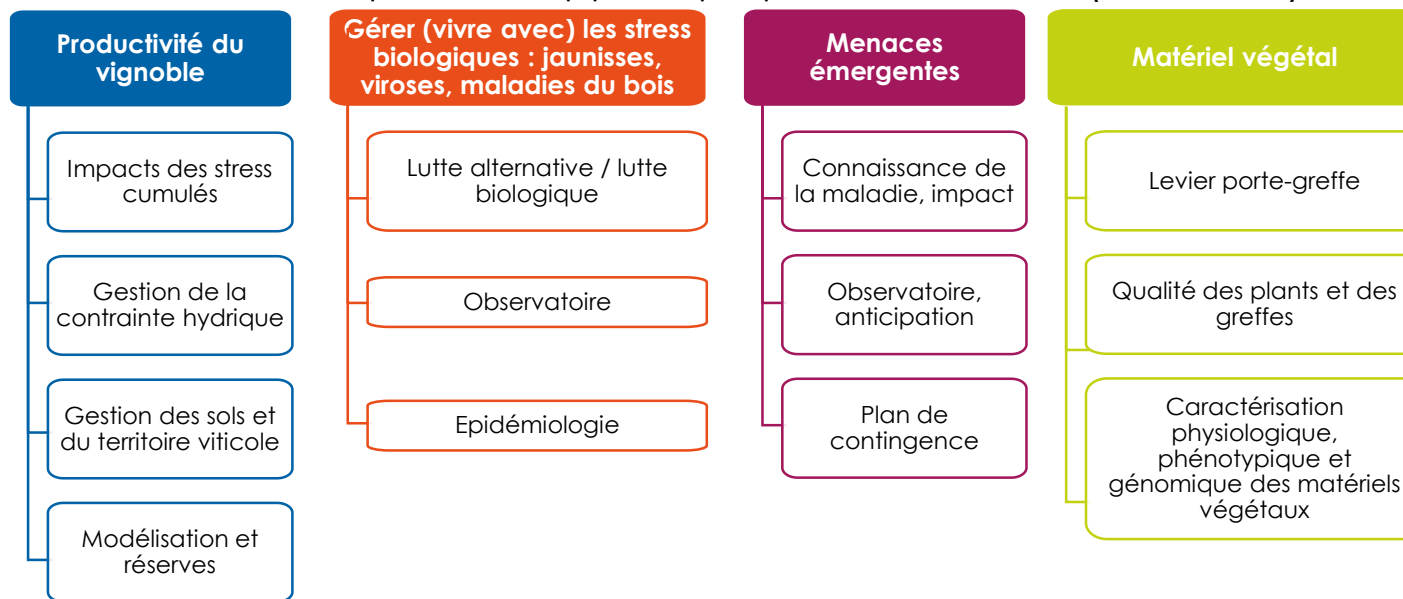 Productivité du
vignoble
Impacts des stress
cumulés
Gestion de la
contrainte hydrique
Gestion des sols et
du territoire viticole
Modélisation et
réserves
Gérer (vivre avec) les stress
biologiques : jaunisses,
viroses, maladies du bois
Lutte alternative / lutte
biologique
Observatoire
Epidémiologie
Menaces
émergentes
Connaissance de
la maladie, impact
Observatoire,
anticipation
Plan de
contingence
Matériel végétal
Levier porte-greffe
Qualité des plants et des
greffes
Caractérisation
physiologique,
phénotypique et
génomique des matériels
végétaux